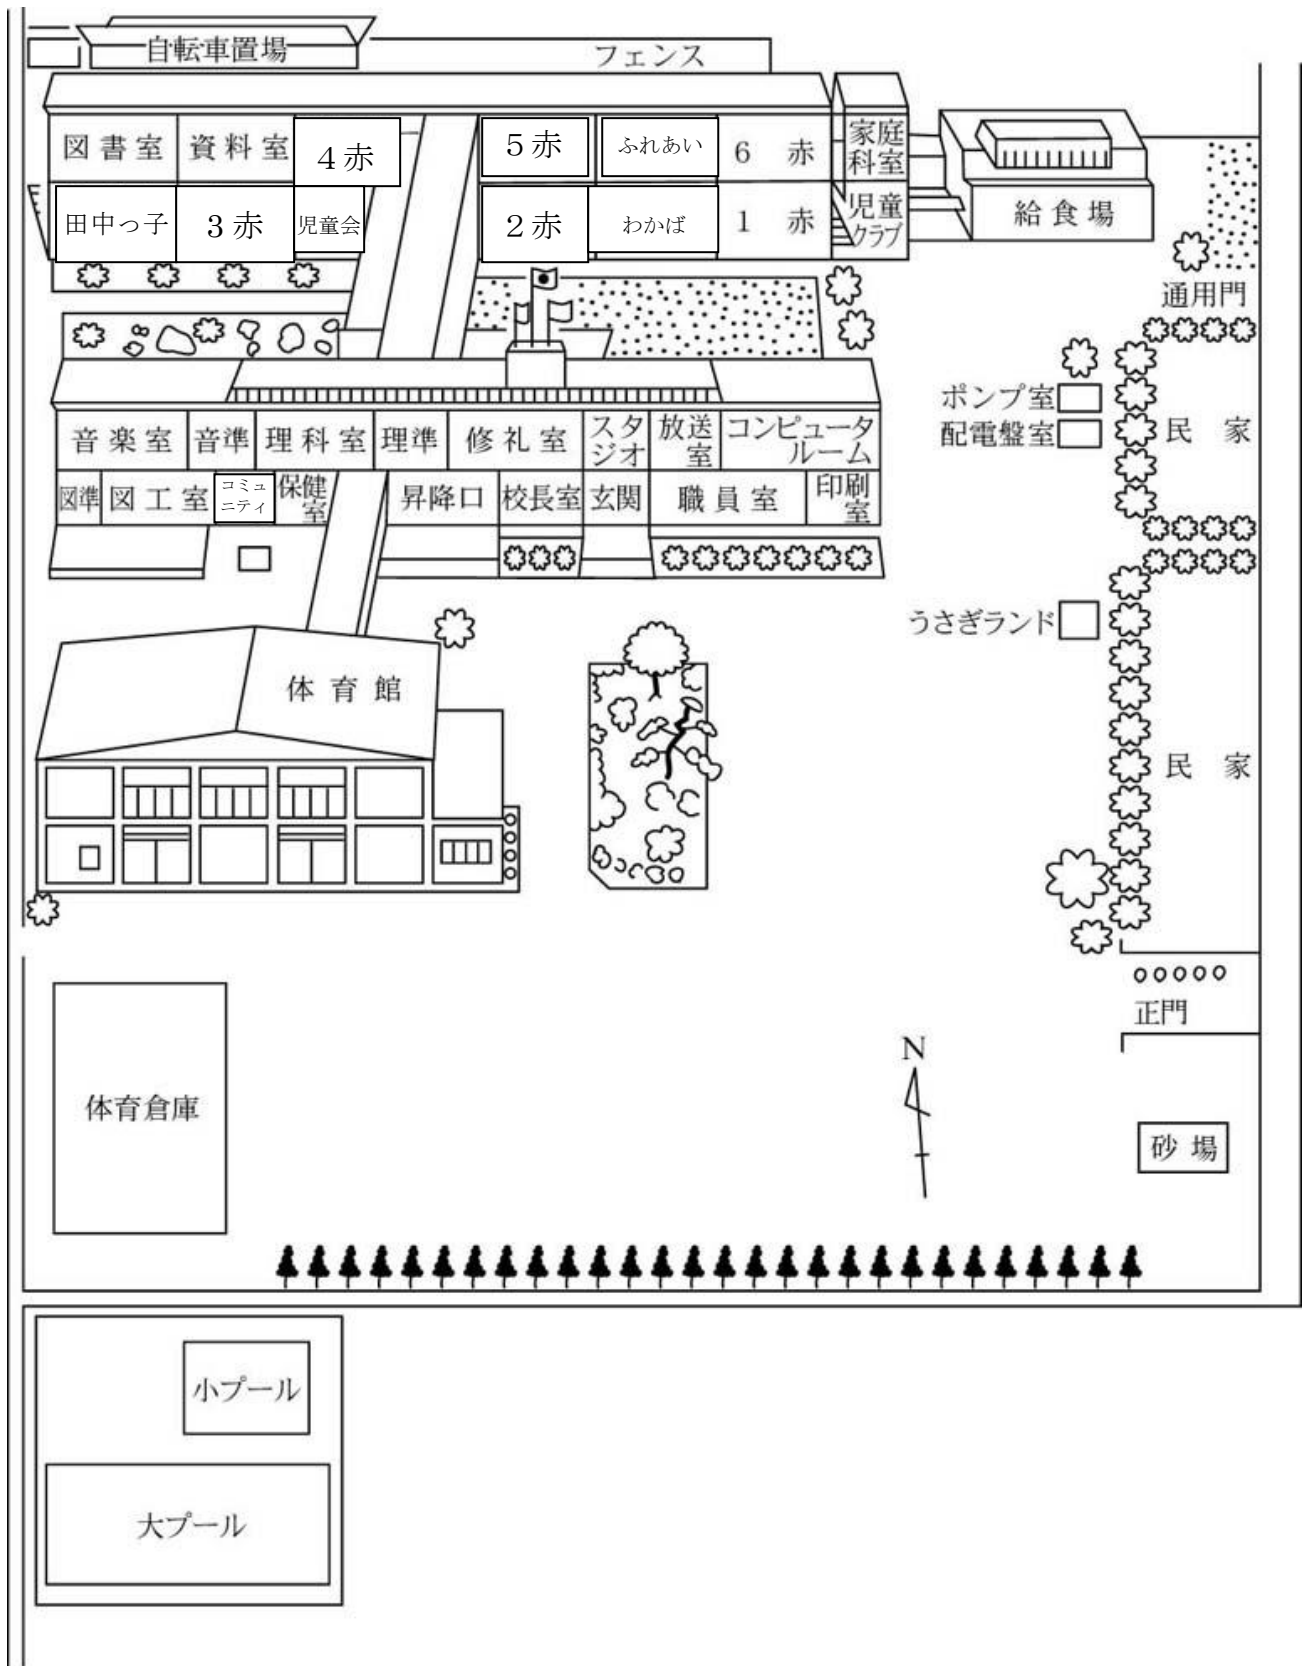 自転車置場
フェンス
図書室 資料室 4赤 5赤 ふれあい 6 赤 家庭科室
田中っ子 3赤 児童会 2赤 わかば 1 赤 児童クラブ
給食場
通用門
ポンプ室
配電盤室
民 家
音楽室 音準 理科室 理準 修礼室 スタジオ 放送室 コンピュータルーム
図準 図工室 コミュニティ 保健室 昇降口 校長室 玄関 職員室 印刷室
うさぎランド
体育館
民 家
正門
N
体育倉庫
砂場
小プール
大プール